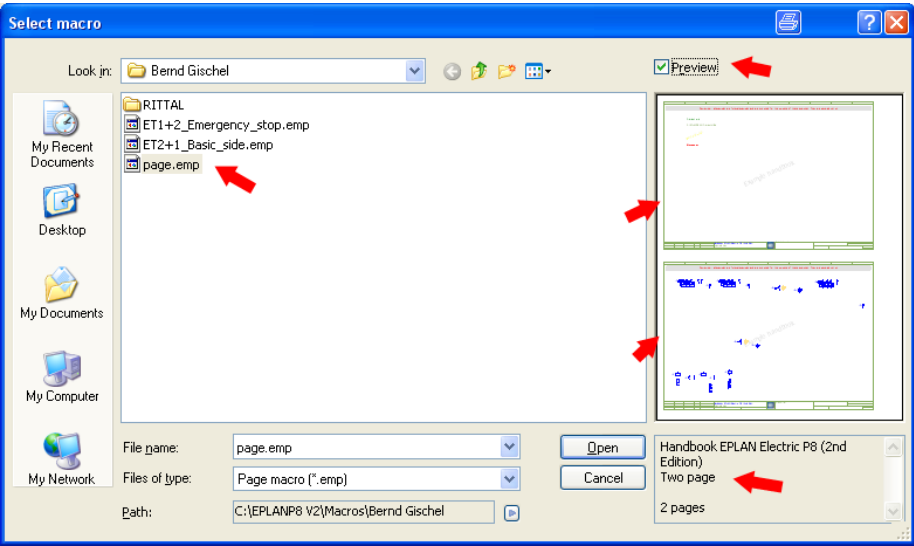 Select macro
Look in:
Bernd Gischel
Preview
My Recent
Documents
Desktop
My Documents
My Computer
My Network
RITTAL
ET1+2_Emergency_stop.emp
ET2+1_Basic_side.emp
page.emp
File name:
page.emp
Open
Files of type:
Page macro (*.emp)
Cancel
Path:
C:\EPLANP8 V2\Macros\Bernd Gischel
Handbook EPLAN Electric P8 (2nd
Edition)
Two page
2 pages